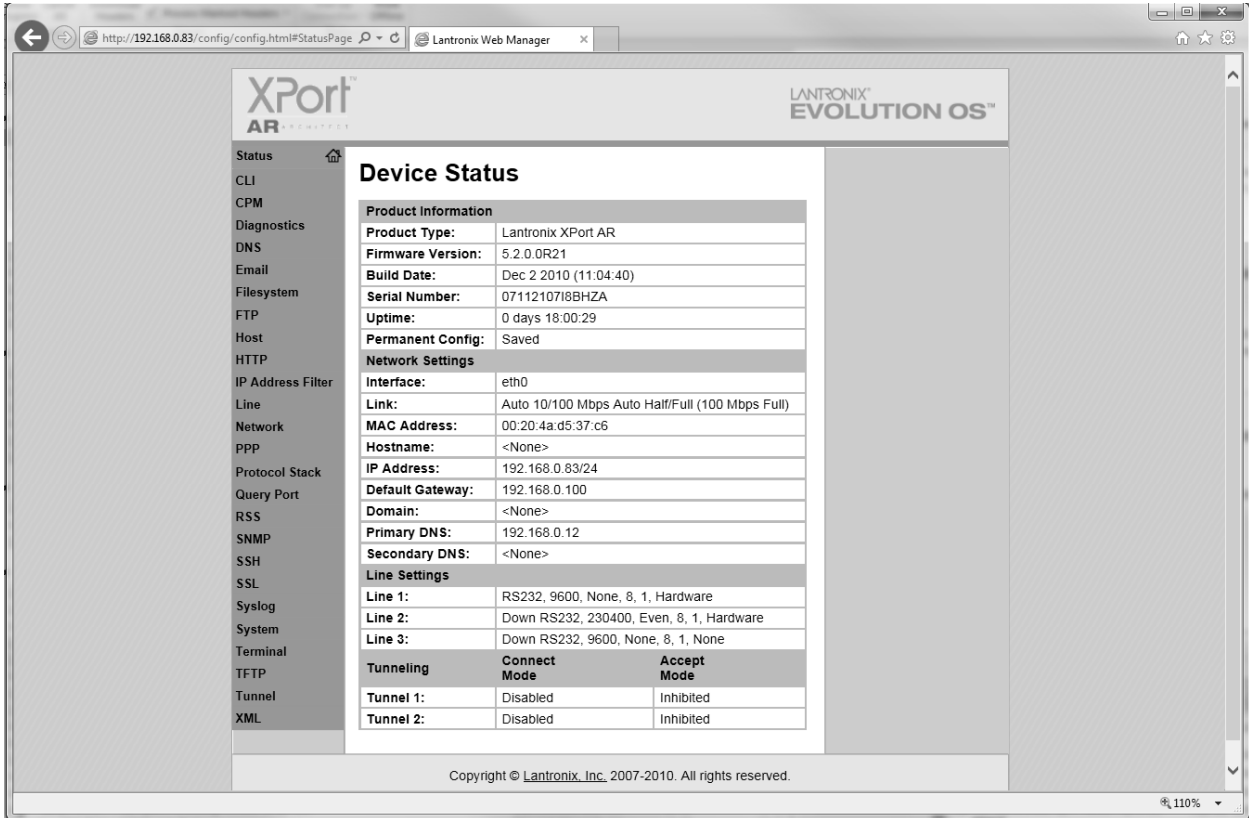 http://192.168.0.83/config/config.html#StatusPage
Lantronix Web Manager
XPort™
AR
LANTRONIX®
EVOLUTION OS™
Status
CLI
CPM
Diagnostics
DNS
Email
Filesystem
FTP
Host
HTTP
IP Address Filter
Line
Network
PPP
Protocol Stack
Query Port
RSS
SNMP
SSH
SSL
Syslog
System
Terminal
TFTP
Tunnel
XML
Device Status
Product Information
Product Type: Lantronix XPort AR
Firmware Version: 5.2.0.0R21
Build Date: Dec 2 2010 (11:04:40)
Serial Number: 07112107I8BHZA
Uptime: 0 days 18:00:29
Permanent Config: Saved
Network Settings
Interface: eth0
Link: Auto 10/100 Mbps Auto Half/Full (100 Mbps Full)
MAC Address: 00:20:4a:d5:37:c6
Hostname: <None>
IP Address: 192.168.0.83/24
Default Gateway: 192.168.0.100
Domain: <None>
Primary DNS: 192.168.0.12
Secondary DNS: <None>
Line Settings
Line 1: RS232, 9600, None, 8, 1, Hardware
Line 2: Down RS232, 230400, Even, 8, 1, Hardware
Line 3: Down RS232, 9600, None, 8, 1, None
Tunneling Connect Mode Accept Mode
Tunnel 1: Disabled Inhibited
Tunnel 2: Disabled Inhibited
Copyright © Lantronix, Inc. 2007-2010. All rights reserved.
110%